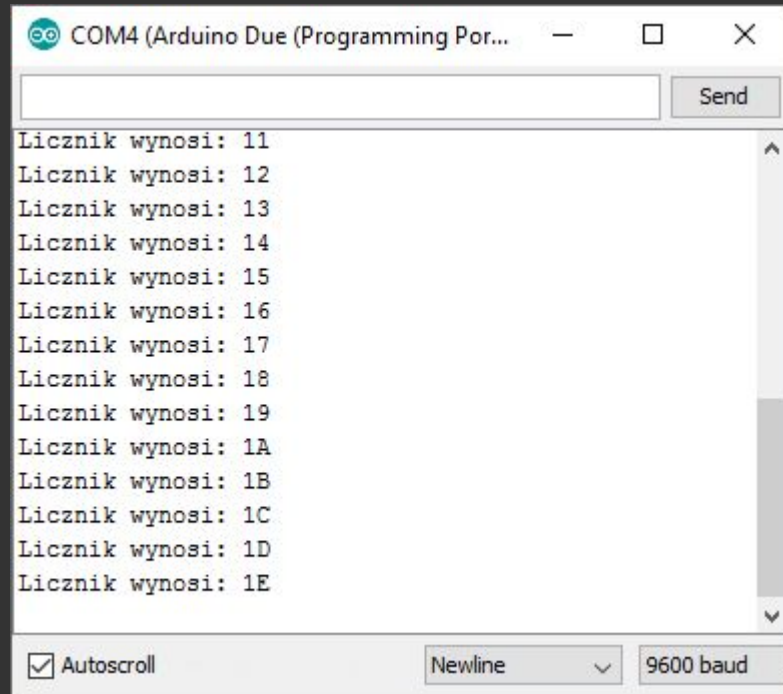 COM4 (Arduino Due (Programming Por...
Send
Licznik wynosi: 11
Licznik wynosi: 12
Licznik wynosi: 13
Licznik wynosi: 14
Licznik wynosi: 15
Licznik wynosi: 16
Licznik wynosi: 17
Licznik wynosi: 18
Licznik wynosi: 19
Licznik wynosi: 1A
Licznik wynosi: 1B
Licznik wynosi: 1C
Licznik wynosi: 1D
Licznik wynosi: 1E
Autoscroll Newline 9600 baud